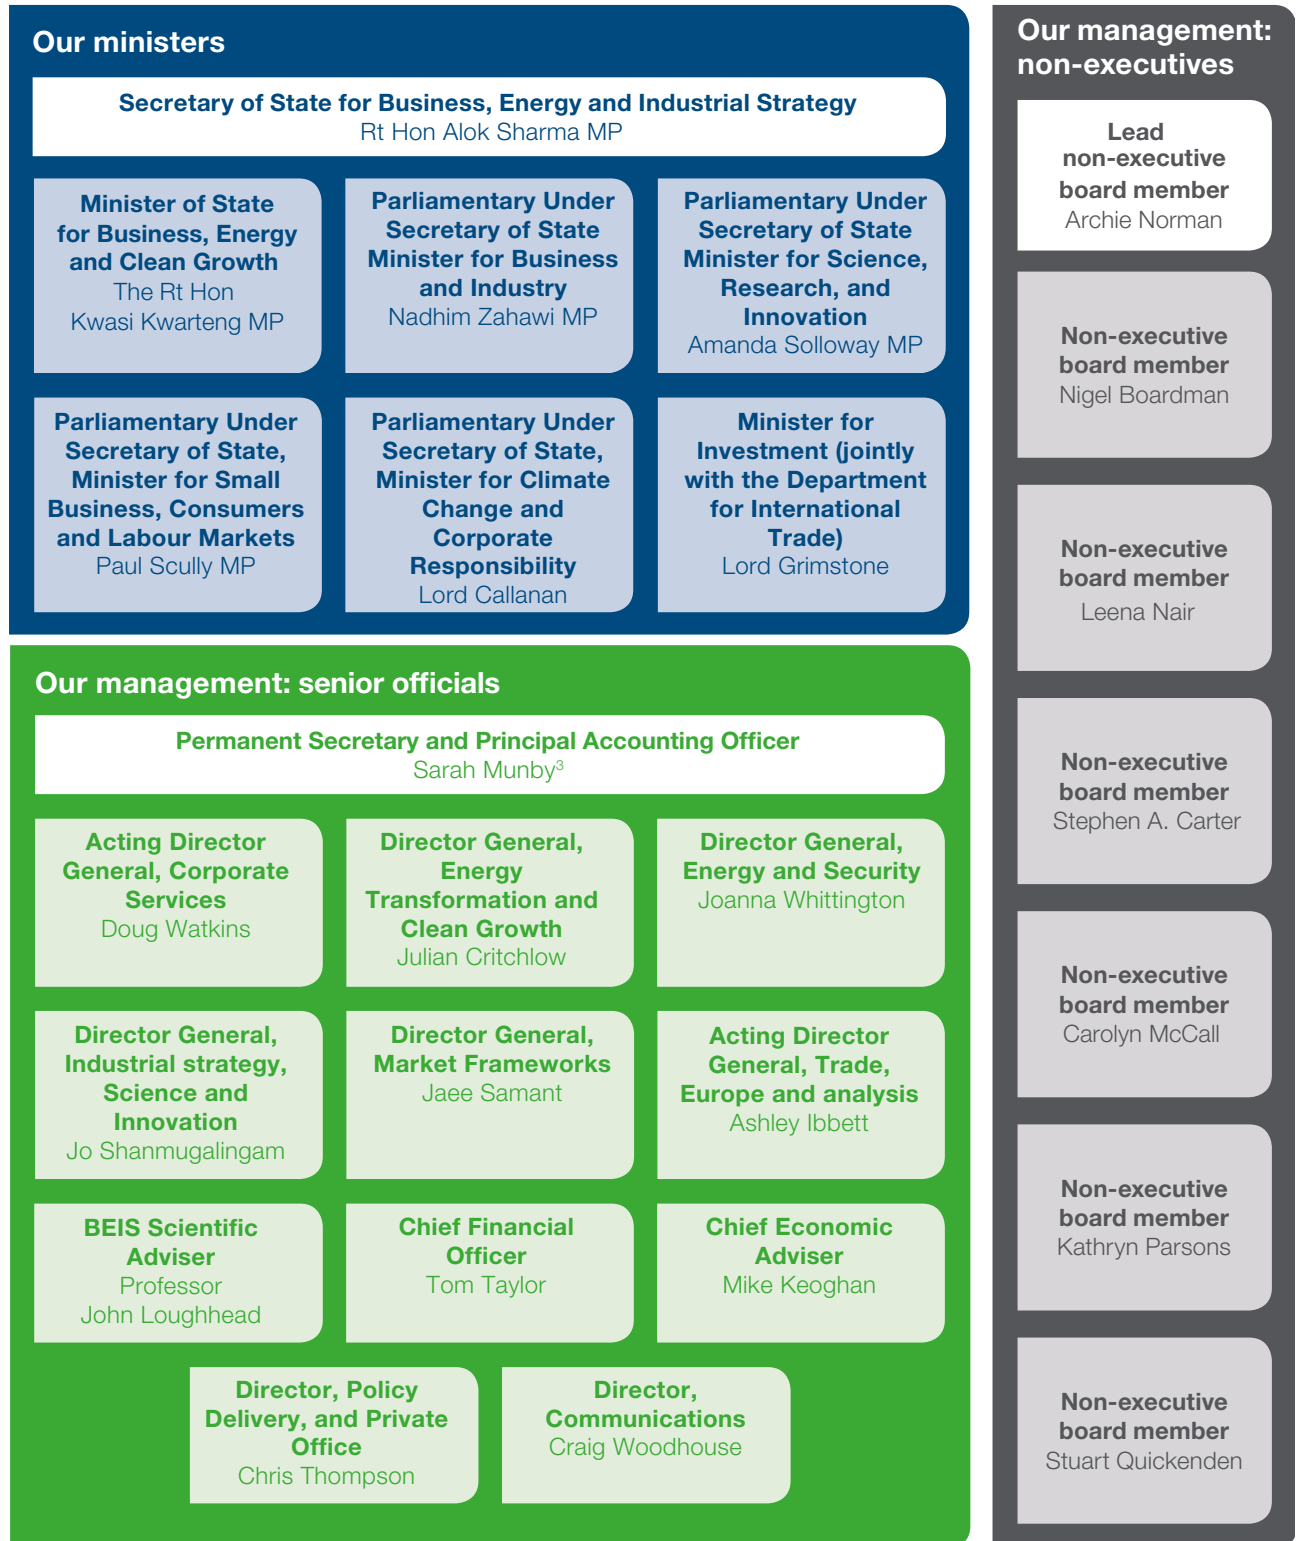 Our ministers
Secretary of State for Business, Energy and Industrial Strategy
Rt Hon Alok Sharma MP
Minister of State
for Business, Energy
and Clean Growth
The Rt Hon
Kwasi Kwarteng MP
Parliamentary Under
Secretary of State
Minister for Business
and Industry
Nadhim Zahawi MP
Parliamentary Under
Secretary of State
Minister for Science,
Research, and
Innovation
Amanda Solloway MP
Parliamentary Under
Secretary of State,
Minister for Small
Business, Consumers
and Labour Markets
Paul Scully MP
Parliamentary Under
Secretary of State,
Minister for Climate
Change and
Corporate
Responsibility
Lord Callanan
Minister for
Investment (jointly
with the Department
for International
Trade)
Lord Grimstone
Our management: senior officials
Permanent Secretary and Principal Accounting Officer
Sarah Munby³
Acting Director
General, Corporate
Services
Doug Watkins
Director General,
Energy
Transformation and
Clean Growth
Julian Critchlow
Director General,
Energy and Security
Joanna Whittington
Director General,
Industrial strategy,
Science and
Innovation
Jo Shanmugalingam
Director General,
Market Frameworks
Jaee Samant
Acting Director
General, Trade,
Europe and analysis
Ashley Ibbett
BEIS Scientific
Adviser
Professor
John Loughhead
Chief Financial
Officer
Tom Taylor
Chief Economic
Adviser
Mike Keoghan
Director, Policy
Delivery, and Private
Office
Chris Thompson
Director,
Communications
Craig Woodhouse
Our management:
non-executives
Lead
non-executive
board member
Archie Norman
Non-executive
board member
Nigel Boardman
Non-executive
board member
Leena Nair
Non-executive
board member
Stephen A. Carter
Non-executive
board member
Carolyn McCall
Non-executive
board member
Kathryn Parsons
Non-executive
board member
Stuart Quickenden